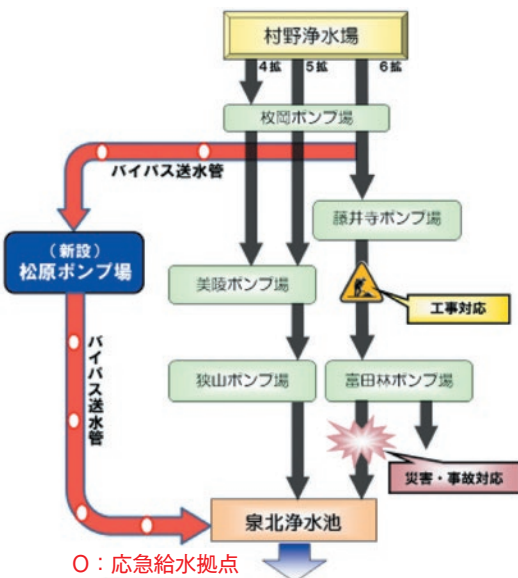 村野浄水場
4拡
5拡
6拡
枚岡ポンプ場
バイパス送水管
藤井寺ポンプ場
(新設)
松原ポンプ場
美陵ポンプ場
工事対応
バイパス送水管
狭山ポンプ場
富田林ポンプ場
災害・事故対応
泉北浄水池
O：応急給水拠点